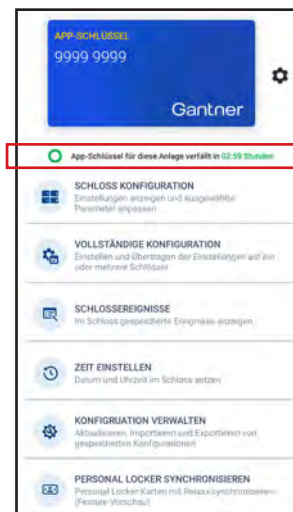 APP-SCHLÜSSEL
9999 9999
Gantner
App-Schlüssel für diese Anlage verfällt in 02:59 Stunden
SCHLOSS KONFIGURATION
Einstellungen anzeigen und ausgewählte
Parameter anpassen
VOLLSTÄNDIGE KONFIGURATION
Einstellen und Übertragen der Einstellungen auf ein
oder mehrere Schlösser
SCHLOSSEREIGNISSE
Im Schloss gespeicherte Ereignisse anzeigen
ZEIT EINSTELLEN
Datum und Uhrzeit im Schloss setzen
KONFIGRUATION VERWALTEN
Aktualisieren, Importieren und Exportieren von
gespeicherten Konfigurationen
PERSONAL LOCKER SYNCHRONISIEREN
Personal Locker Karten mit Relaxx synchronisieren
(Feature-Vorschau)